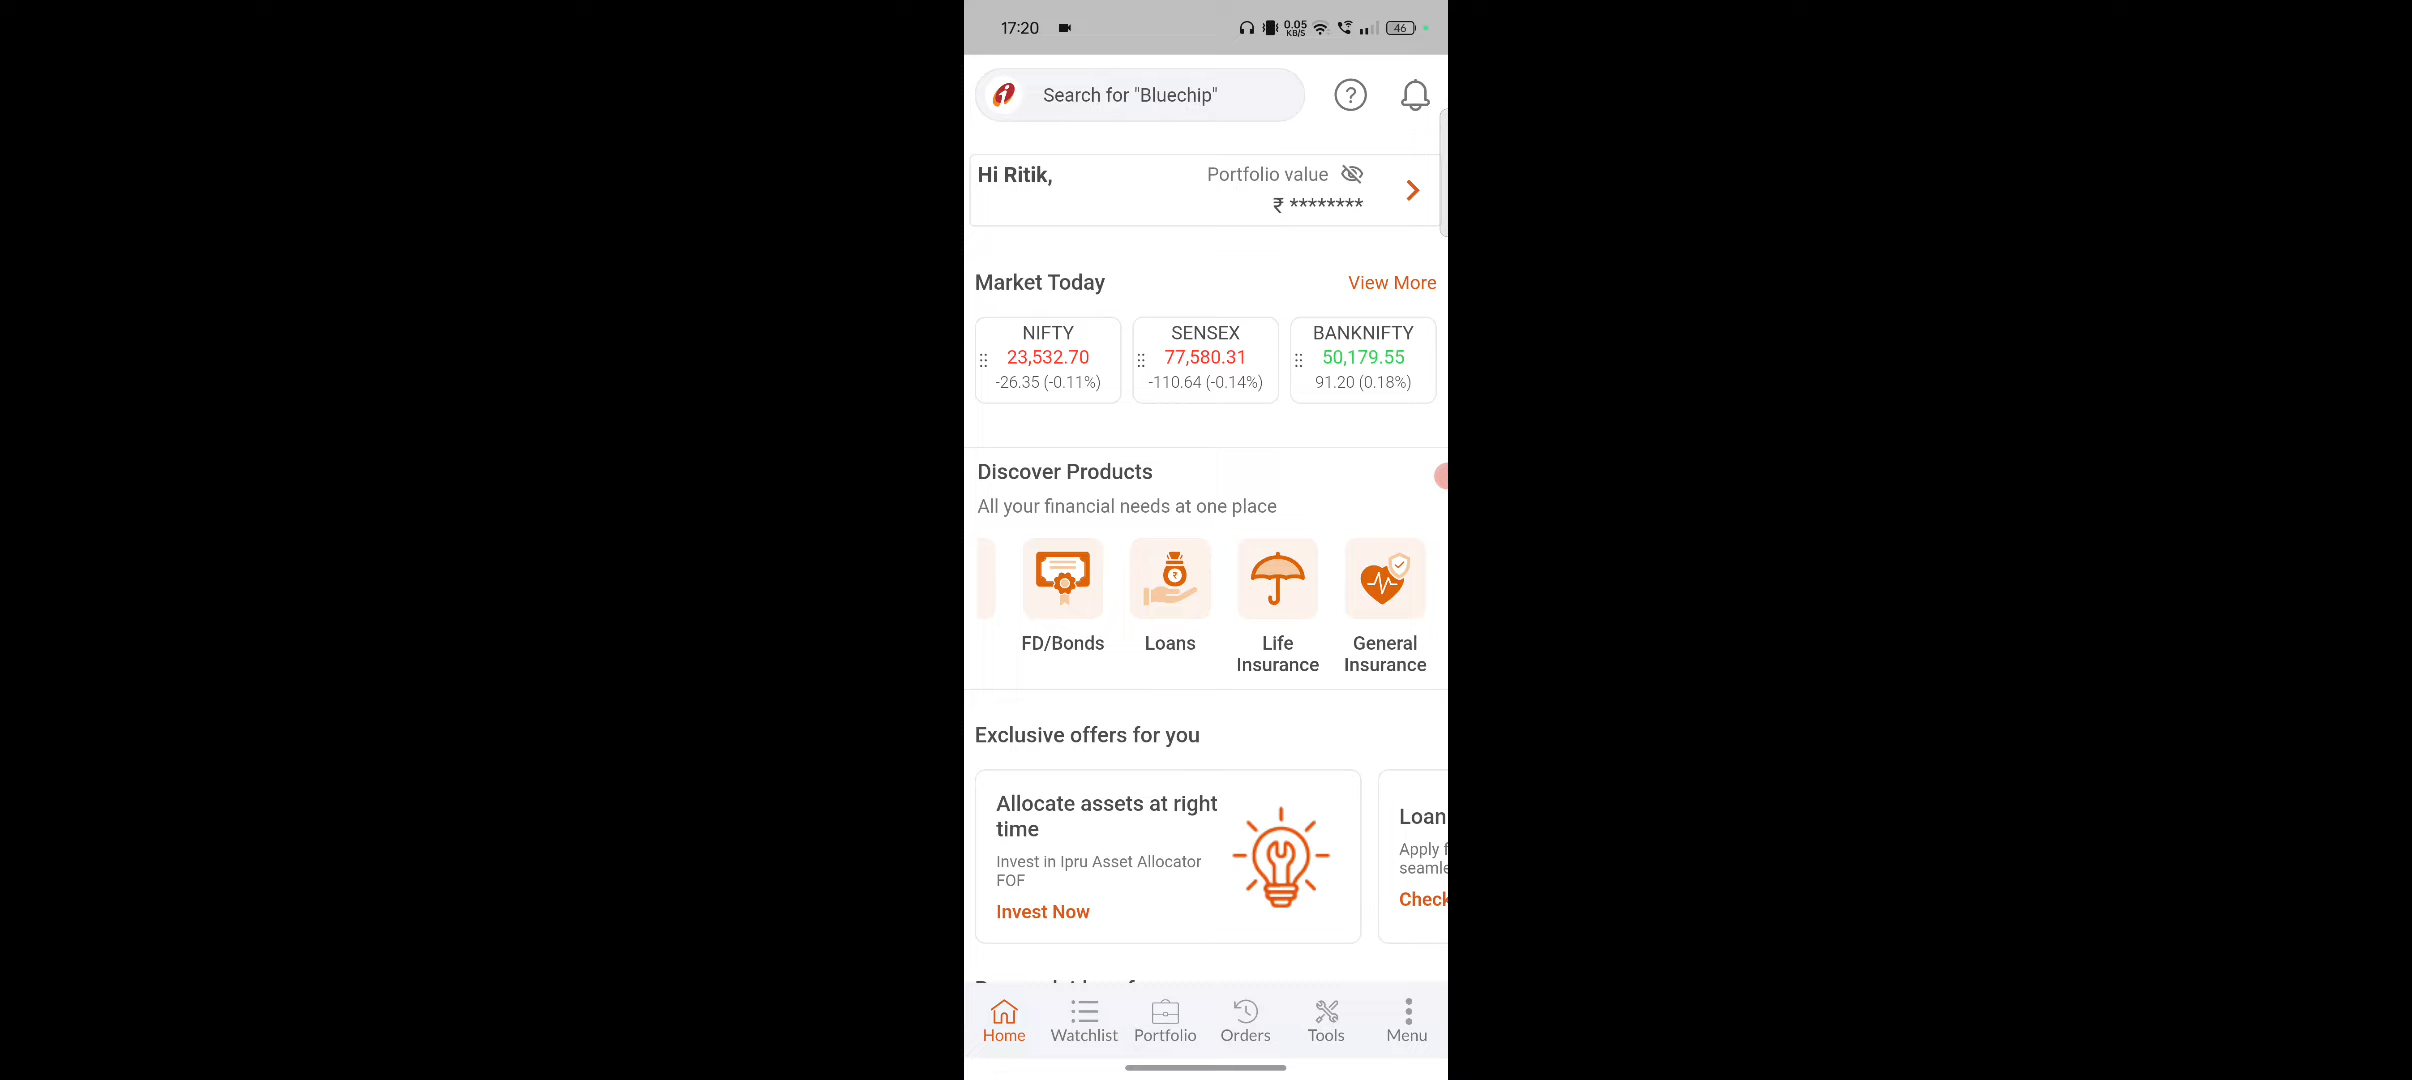 17:20
0.05
KB/S
46
Search for "Bluechip"
Hi Ritik,
Portfolio value
₹ ********
Market Today
View More
NIFTY
23,532.70
-26.35 (-0.11%)
SENSEX
77,580.31
-110.64 (-0.14%)
BANKNIFTY
50,179.55
91.20 (0.18%)
Discover Products
All your financial needs at one place
FD/Bonds
Loans
Life
Insurance
General
Insurance
Exclusive offers for you
Allocate assets at right
time
Invest in Ipru Asset Allocator
FOF
Invest Now
Loan
Apply f
seamle
Check
Home
Watchlist
Portfolio
Orders
Tools
Menu